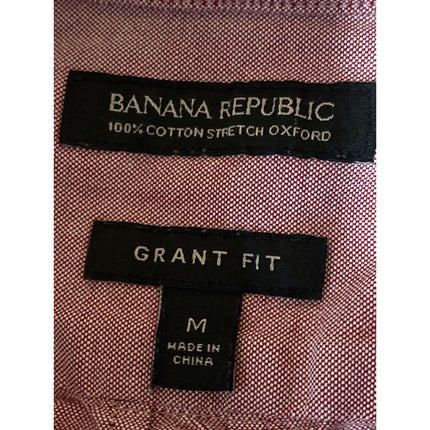 BANANA REPUBLIC
100% COTTON STRETCH OXFORD
GRANT FIT
M
MADE IN
CHINA